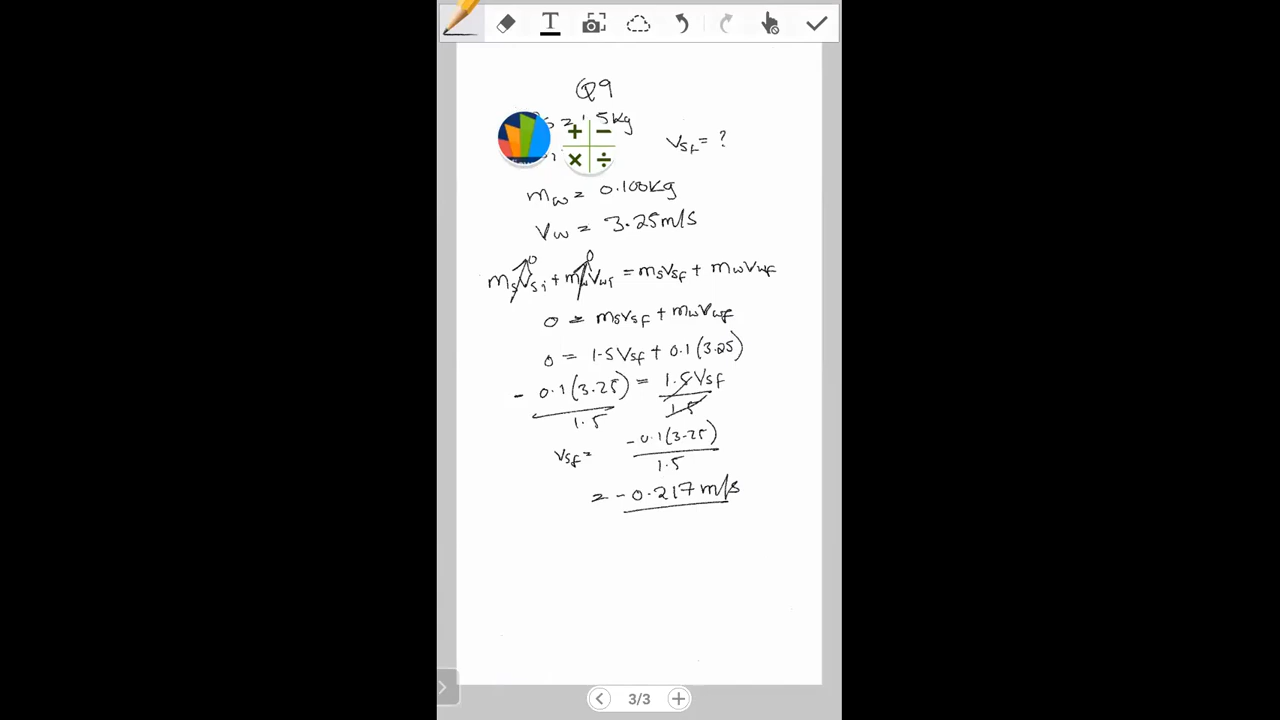 T
Q9
= 1.5kg
Vsf = ?
mw = 0.100kg
Vw = 3.25m/s
0 0
msVsi + mwVwi = msVsf + mwVwf
0 = msVsf + mwVwf
0 = 1.5Vsf + 0.1(3.25)
- 0.1(3.25) = 1.5Vsf
1.5 1.5
Vsf = -0.1(3.25)
1.5
= -0.217 m/s
3/3